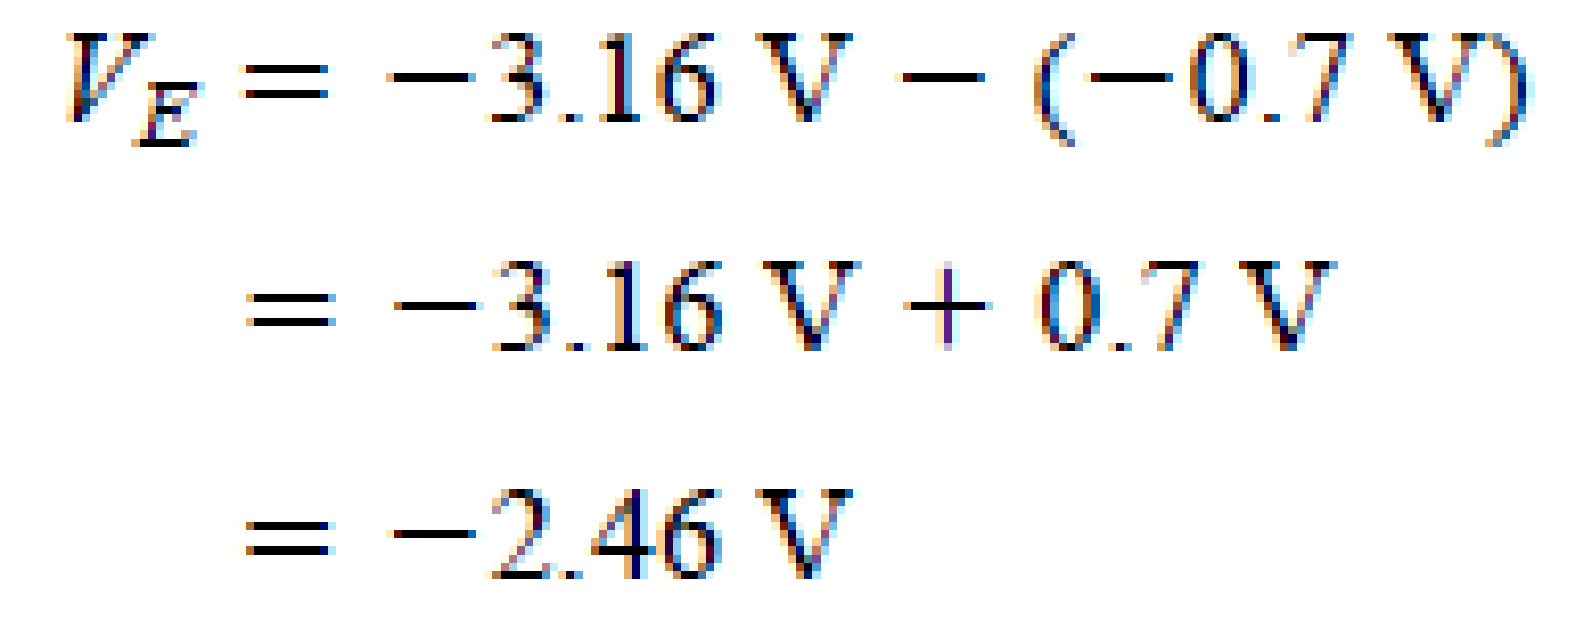 V_E = −3.16 V − (−0.7 V)
= −3.16 V + 0.7 V
= −2.46 V